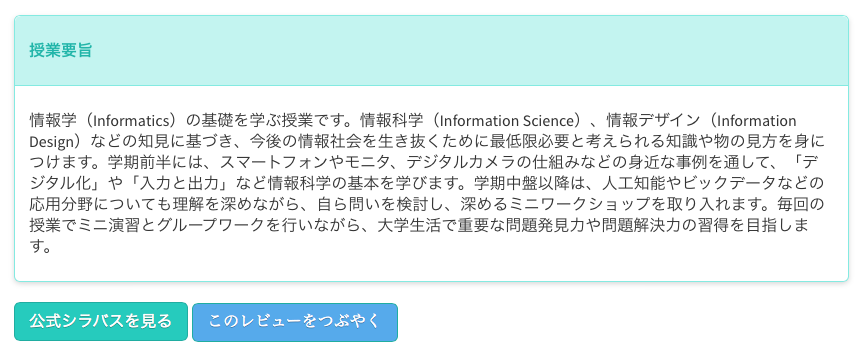 授業要旨
情報学（Informatics）の基礎を学ぶ授業です。情報科学（Information Science）、情報デザイン（Information
Design）などの知見に基づき、今後の情報社会を生き抜くために最低限必要と考えられる知識や物の見方を身に
つけます。学期前半には、スマートフォンやモニタ、デジタルカメラの仕組みなどの身近な事例を通して、「デ
ジタル化」や「入力と出力」など情報科学の基本を学びます。学期中盤以降は、人工知能やビックデータなどの
応用分野についても理解を深めながら、自ら問いを検討し、深めるミニワークショップを取り入れます。毎回の
授業でミニ演習とグループワークを行いながら、大学生活で重要な問題発見力や問題解決力の習得を目指しま
す。
公式シラバスを見る
このレビューをつぶやく